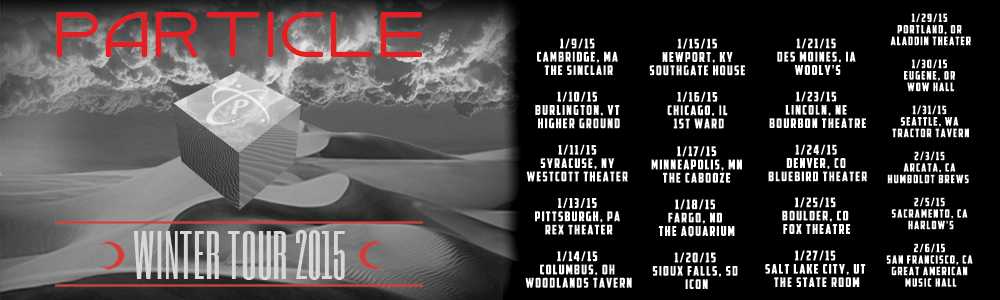 PARTICLE
P
WINTER TOUR 2015
1/9/15
CAMBRIDGE, MA
THE SINCLAIR
1/10/15
BURLINGTON, VT
HIGHER GROUND
1/11/15
SYRACUSE, NY
WESTCOTT THEATER
1/13/15
PITTSBURGH, PA
REX THEATER
1/14/15
COLUMBUS, OH
WOODLANDS TAVERN
1/15/15
NEWPORT, KY
SOUTHGATE HOUSE
1/16/15
CHICAGO, IL
1ST WARD
1/17/15
MINNEAPOLIS, MN
THE CABOOZE
1/18/15
FARGO, ND
THE AQUARIUM
1/20/15
SIOUX FALLS, SD
ICON
1/21/15
DES MOINES, IA
WOOLY'S
1/23/15
LINCOLN, NE
BOURBON THEATRE
1/24/15
DENVER, CO
BLUEBIRD THEATER
1/25/15
BOULDER, CO
FOX THEATRE
1/27/15
SALT LAKE CITY, UT
THE STATE ROOM
1/29/15
PORTLAND, OR
ALADDIN THEATER
1/30/15
EUGENE, OR
WOW HALL
1/31/15
SEATTLE, WA
TRACTOR TAVERN
2/3/15
ARCATA, CA
HUMBOLDT BREWS
2/5/15
SACRAMENTO, CA
HARLOW'S
2/6/15
SAN FRANCISCO, CA
GREAT AMERICAN
MUSIC HALL